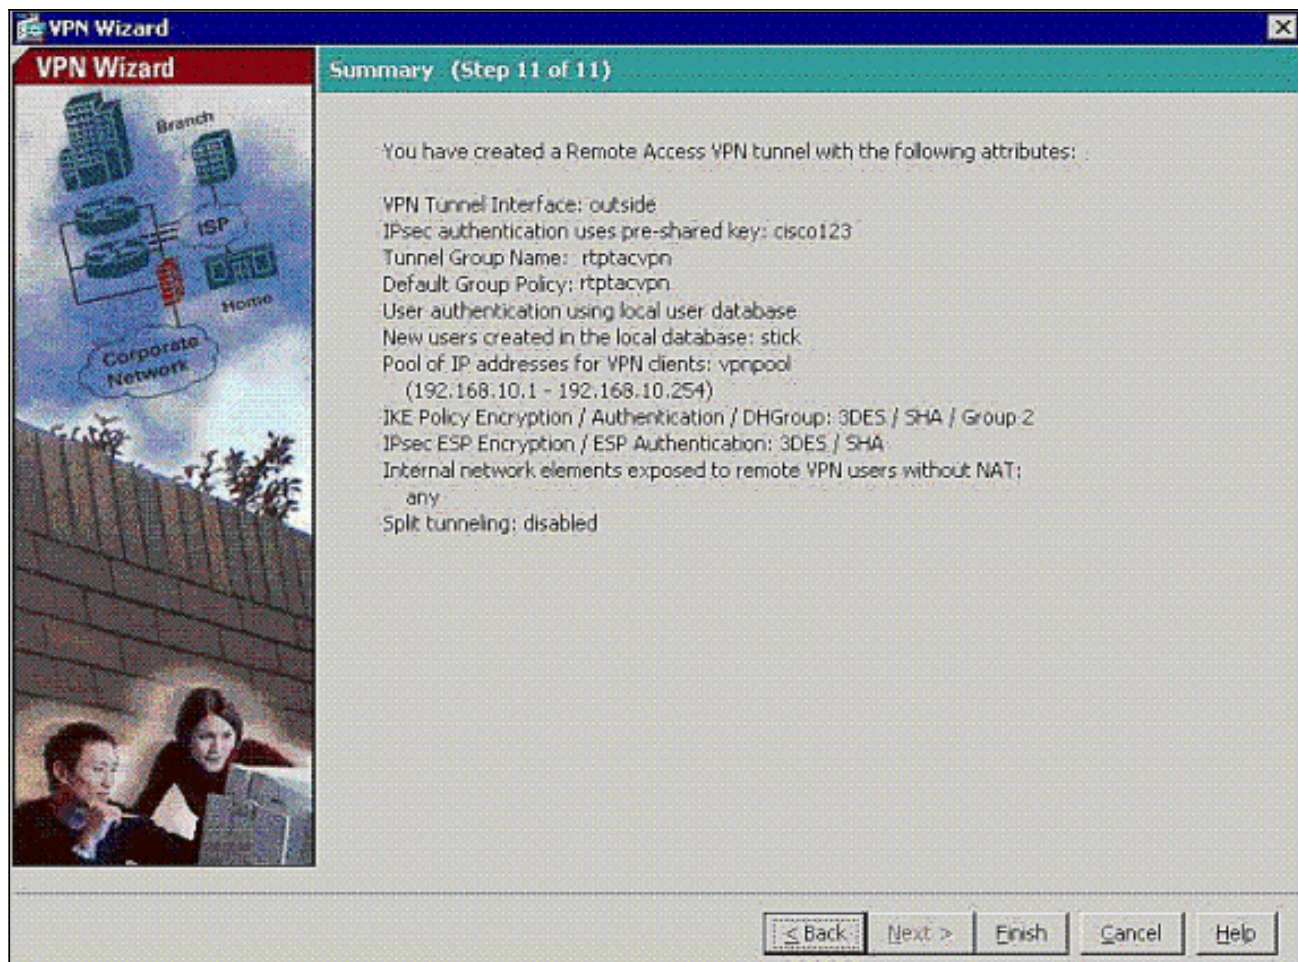 VPN Wizard
VPN Wizard
Summary (Step 11 of 11)
Branch
ISP
Home
Corporate
Network
You have created a Remote Access VPN tunnel with the following attributes:
VPN Tunnel Interface: outside
IPsec authentication uses pre-shared key: cisco123
Tunnel Group Name: rtptacvpn
Default Group Policy: rtptacvpn
User authentication using local user database
New users created in the local database: stick
Pool of IP addresses for VPN clients: vpnpool
(192.168.10.1 - 192.168.10.254)
IKE Policy Encryption / Authentication / DHGroup: 3DES / SHA / Group 2
IPsec ESP Encryption / ESP Authentication: 3DES / SHA
Internal network elements exposed to remote VPN users without NAT:
any
Split tunneling: disabled
< Back
Next >
Finish
Cancel
Help